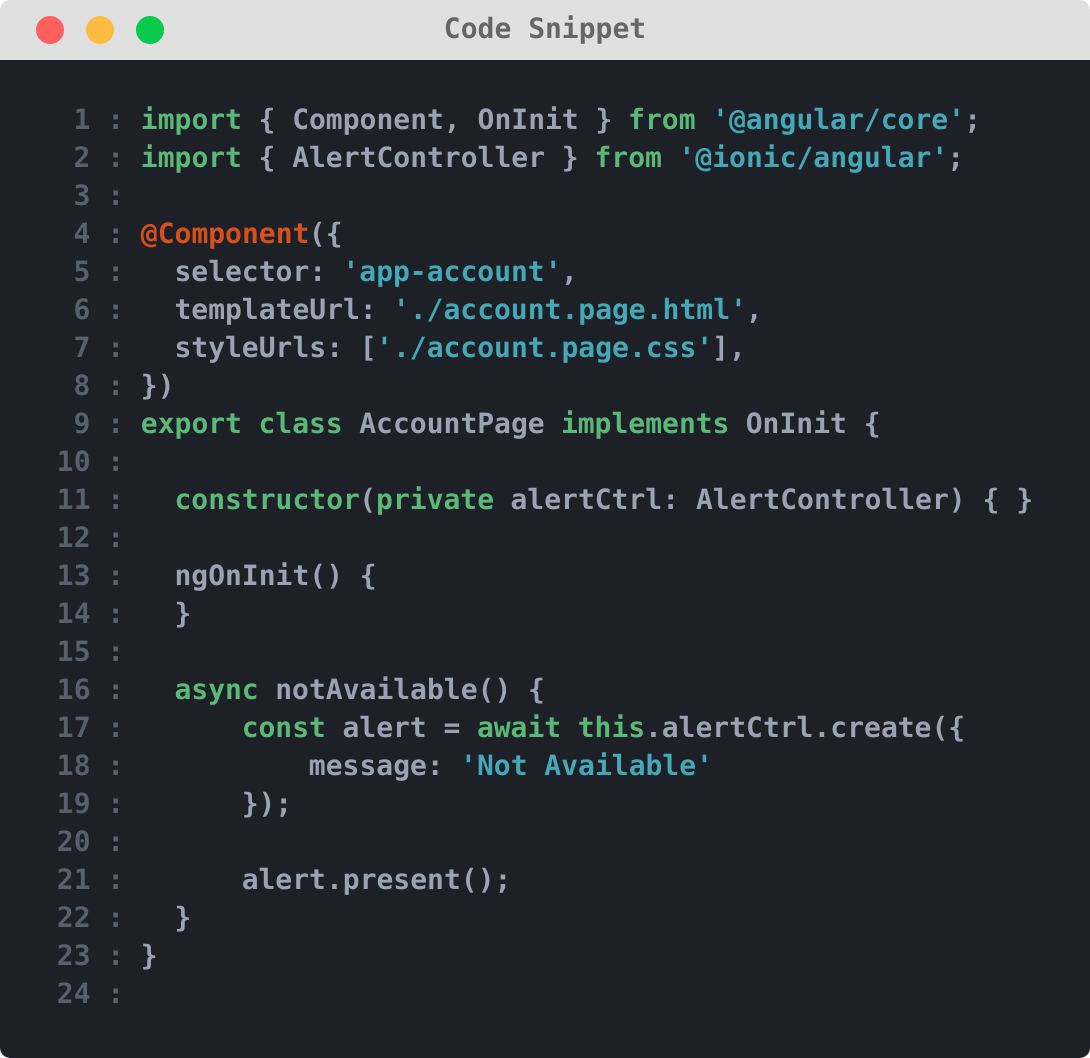 Code Snippet
1 : import { Component, OnInit } from '@angular/core';
2 : import { AlertController } from '@ionic/angular';
3 :
4 : @Component({
5 :   selector: 'app-account',
6 :   templateUrl: './account.page.html',
7 :   styleUrls: ['./account.page.css'],
8 : })
9 : export class AccountPage implements OnInit {
10 :
11 :   constructor(private alertCtrl: AlertController) { }
12 :
13 :   ngOnInit() {
14 :   }
15 :
16 :   async notAvailable() {
17 :       const alert = await this.alertCtrl.create({
18 :           message: 'Not Available'
19 :       });
20 :
21 :       alert.present();
22 :   }
23 : }
24 :